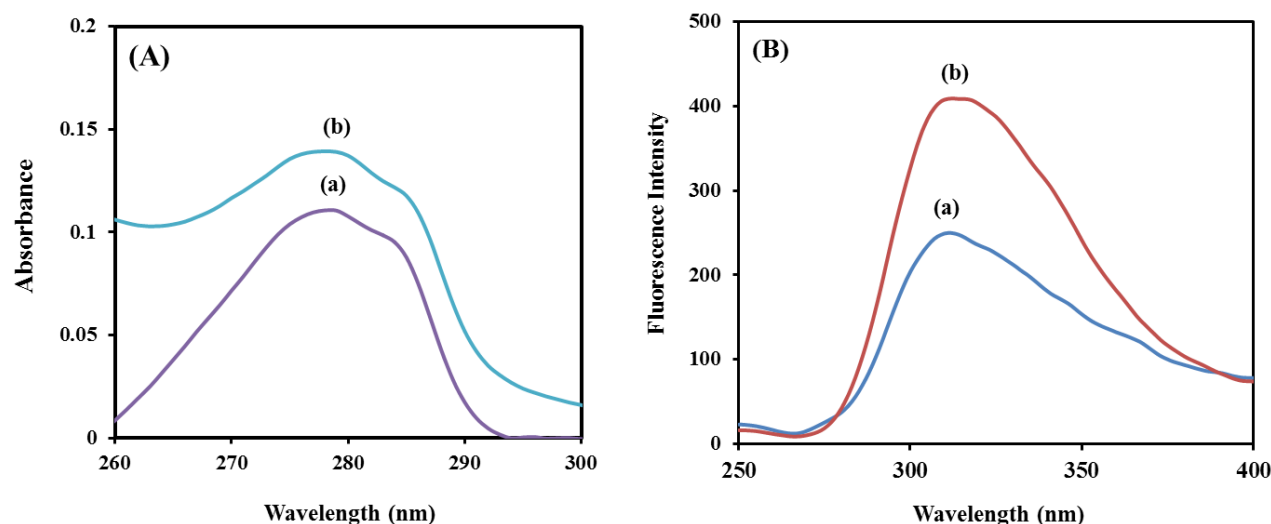 (A)
Absorbance
0.2
0.15
0.1
0.05
0
(b)
(a)
260
270
280
290
300
Wavelength (nm)
(B)
Fluorescence Intensity
500
400
300
200
100
0
(b)
(a)
250
300
350
400
Wavelength (nm)